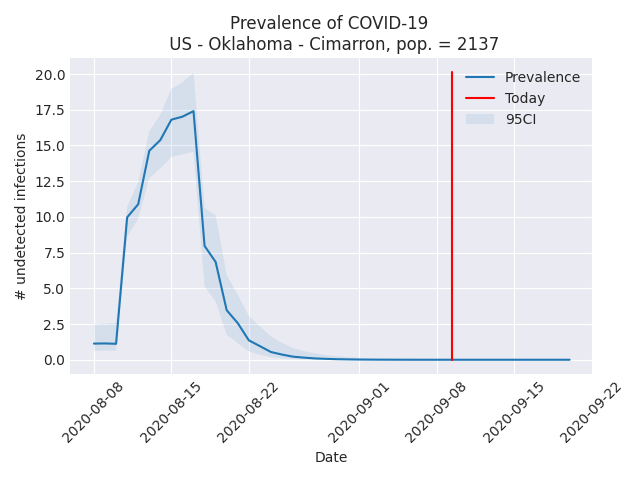 Prevalence of COVID-19
US - Oklahoma - Cimarron, pop. = 2137
20.0
17.5
15.0
12.5
10.0
7.5
5.0
2.5
0.0
# undetected infections
Prevalence
Today
95CI
2020-08-08
2020-08-15
2020-08-22
2020-09-01
2020-09-08
2020-09-15
2020-09-22
Date